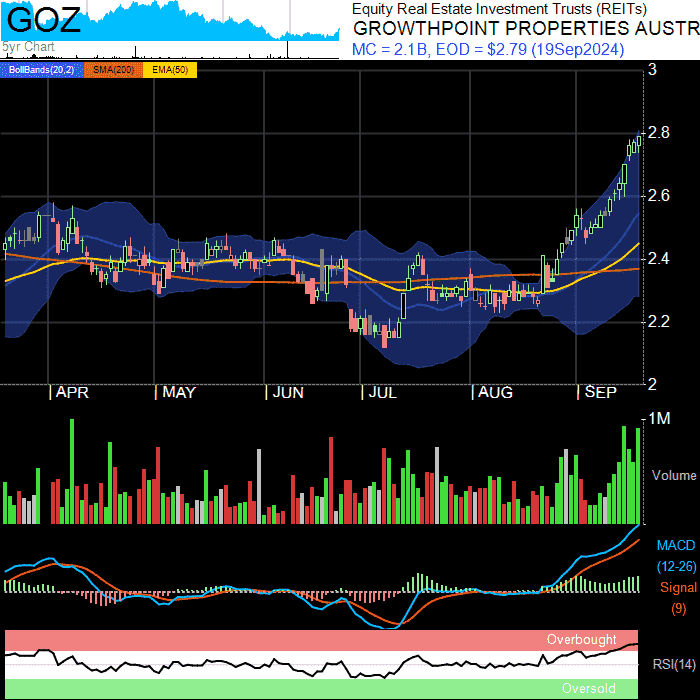 GOZ
5yr Chart
Equity Real Estate Investment Trusts (REITs)
GROWTHPOINT PROPERTIES AUSTR
MC = 2.1B, EOD = $2.79 (19Sep2024)
BollBands(20,2) SMA(200) EMA(50)
3
2.8
2.6
2.4
2.2
2
APR MAY JUN JUL AUG SEP
1M
Volume
MACD
(12-26)
Signal
(9)
Overbought
RSI(14)
Oversold